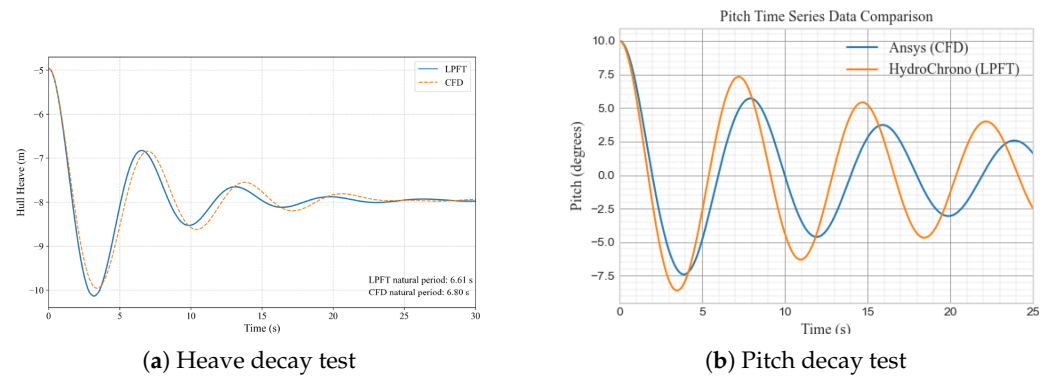 −5
−6
−7
−8
−9
−10
Hull Heave (m)
LPFT
CFD
LPFT natural period: 6.61 s
CFD natural period: 6.80 s
0 5 10 15 20 25 30
Time (s)
(a) Heave decay test
Pitch Time Series Data Comparison
10.0
7.5
5.0
2.5
0.0
−2.5
−5.0
−7.5
Pitch (degrees)
Ansys (CFD)
HydroChrono (LPFT)
0 5 10 15 20 25
Time (s)
(b) Pitch decay test